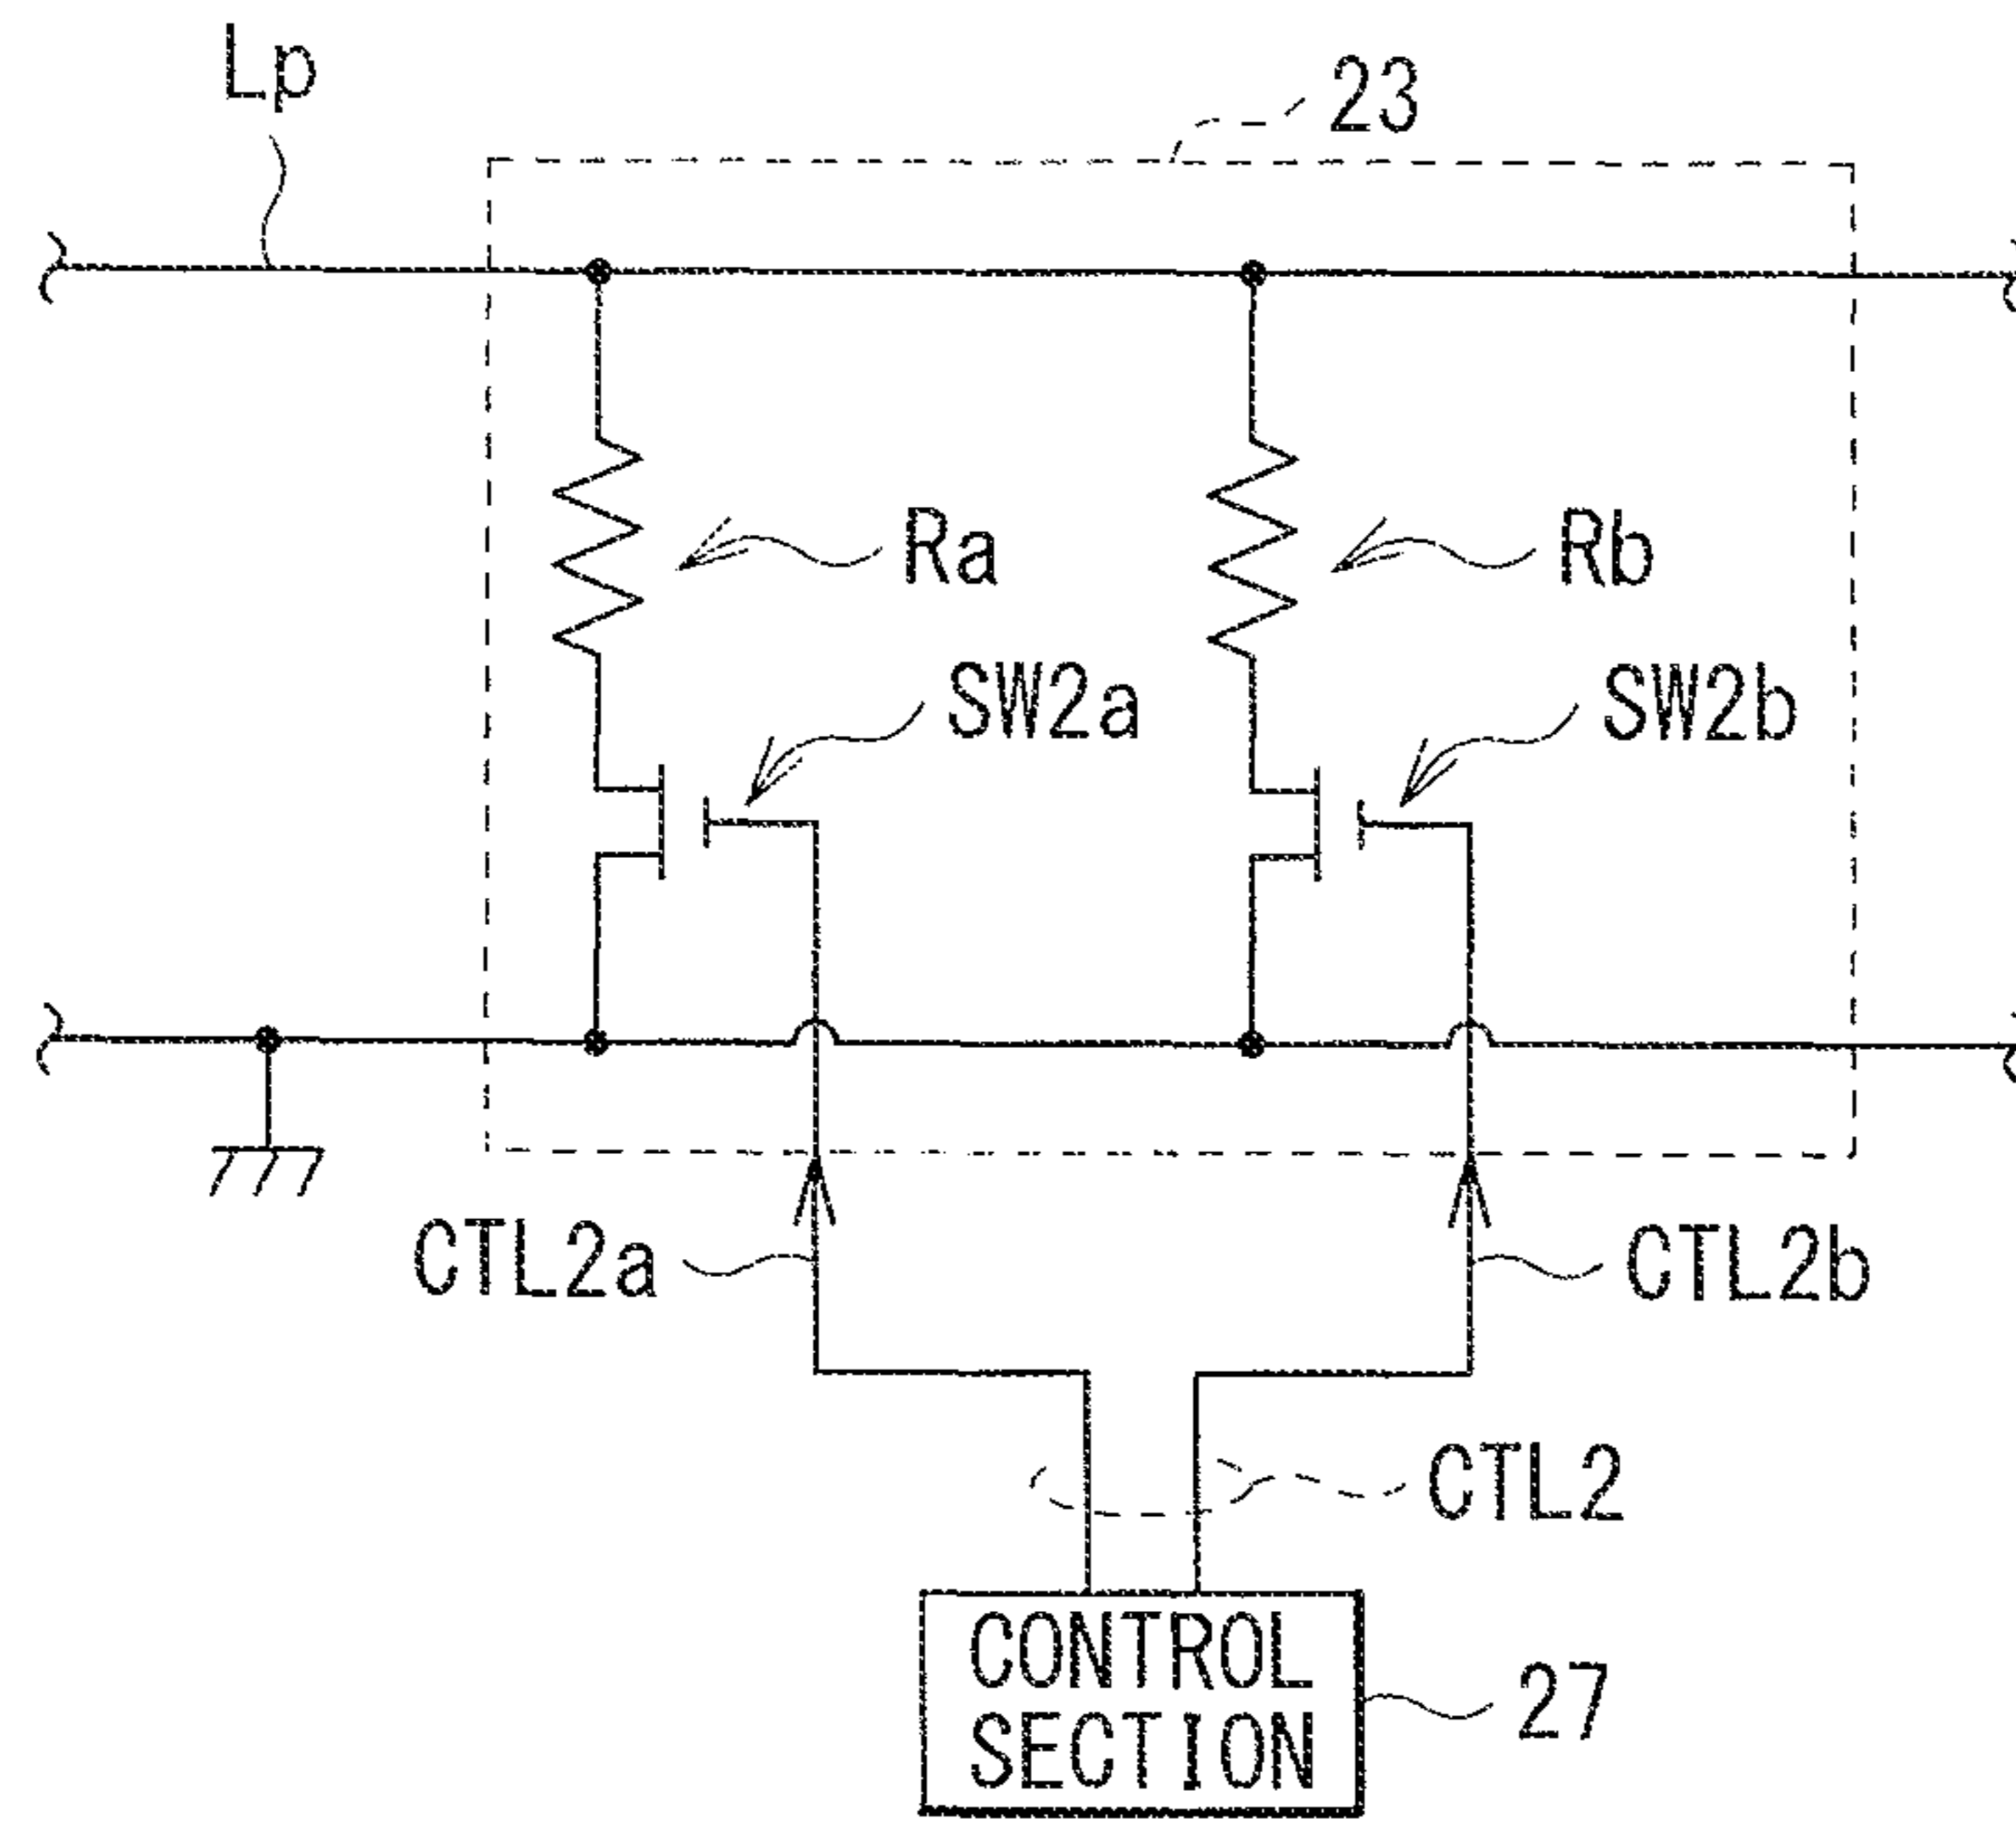 Lp
23
Ra
Rb
SW2a
SW2b
CTL2a
CTL2b
CTL2
CONTROL
SECTION
27